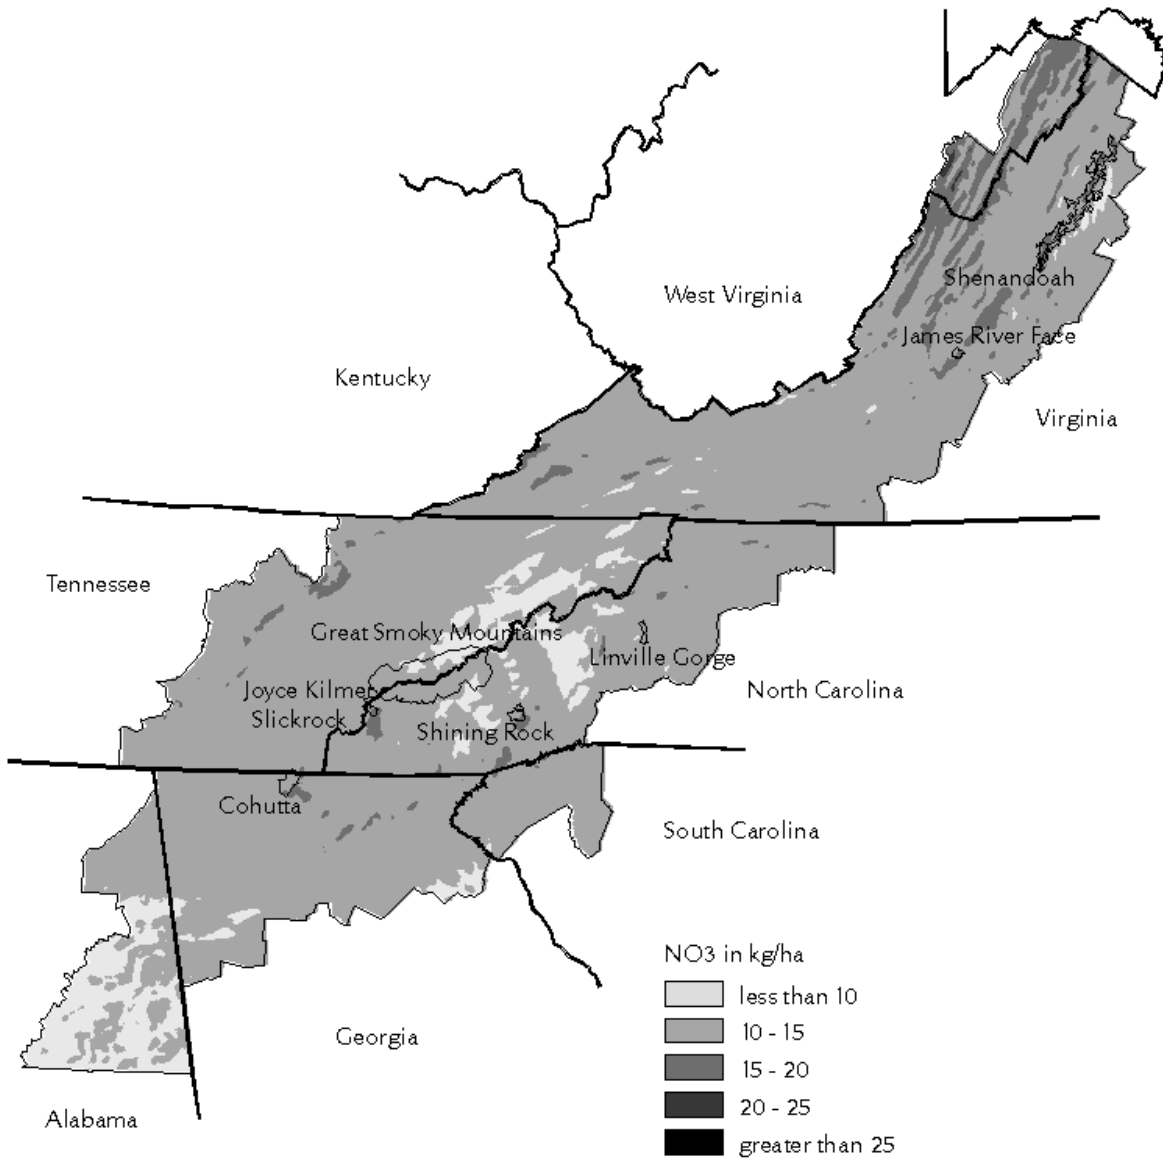 Shenandoah
West Virginia
James River Face
Kentucky
Virginia
Tennessee
Great Smoky Mountains
Linville Gorge
Joyce Kilmer
Slickrock
North Carolina
Shining Rock
Cohutta
South Carolina
NO3 in kg/ha
less than 10
10 - 15
15 - 20
20 - 25
greater than 25
Georgia
Alabama